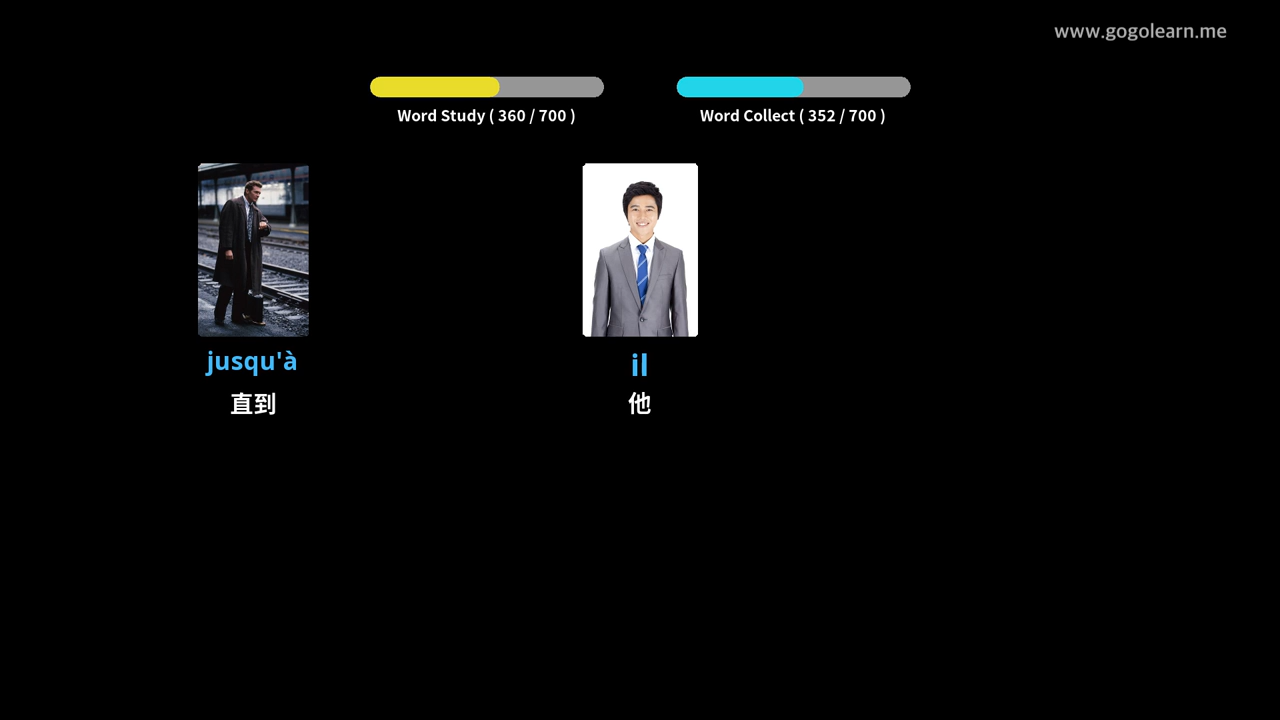 www.gogolearn.me
Word Study ( 360 / 700 )
Word Collect ( 352 / 700 )
jusqu'à
直到
il
他